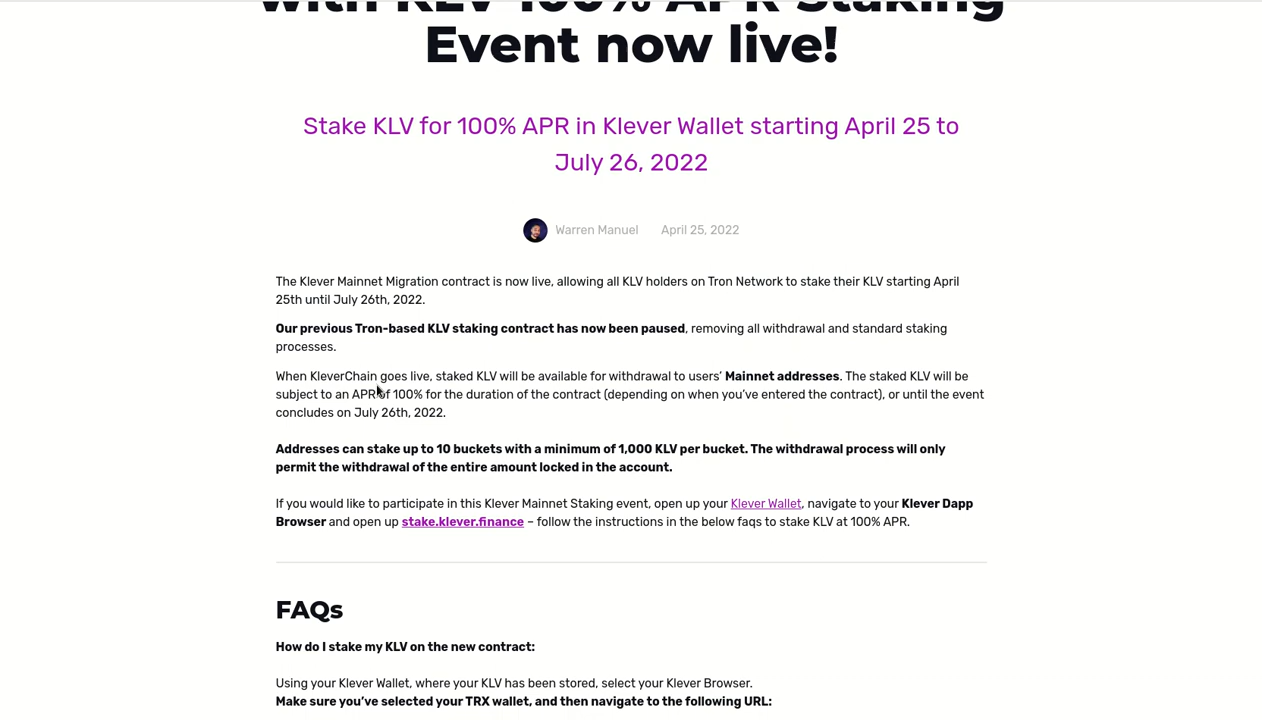 with KLV 100% APR Staking
Event now live!
Stake KLV for 100% APR in Klever Wallet starting April 25 to
July 26, 2022
Warren Manuel April 25, 2022
The Klever Mainnet Migration contract is now live, allowing all KLV holders on Tron Network to stake their KLV starting April
25th until July 26th, 2022.
Our previous Tron-based KLV staking contract has now been paused, removing all withdrawal and standard staking
processes.
When KleverChain goes live, staked KLV will be available for withdrawal to users’ Mainnet addresses. The staked KLV will be
subject to an APR of 100% for the duration of the contract (depending on when you’ve entered the contract), or until the event
concludes on July 26th, 2022.
Addresses can stake up to 10 buckets with a minimum of 1,000 KLV per bucket. The withdrawal process will only
permit the withdrawal of the entire amount locked in the account.
If you would like to participate in this Klever Mainnet Staking event, open up your Klever Wallet, navigate to your Klever Dapp
Browser and open up stake.klever.finance – follow the instructions in the below faqs to stake KLV at 100% APR.
FAQs
How do I stake my KLV on the new contract:
Using your Klever Wallet, where your KLV has been stored, select your Klever Browser.
Make sure you’ve selected your TRX wallet, and then navigate to the following URL: